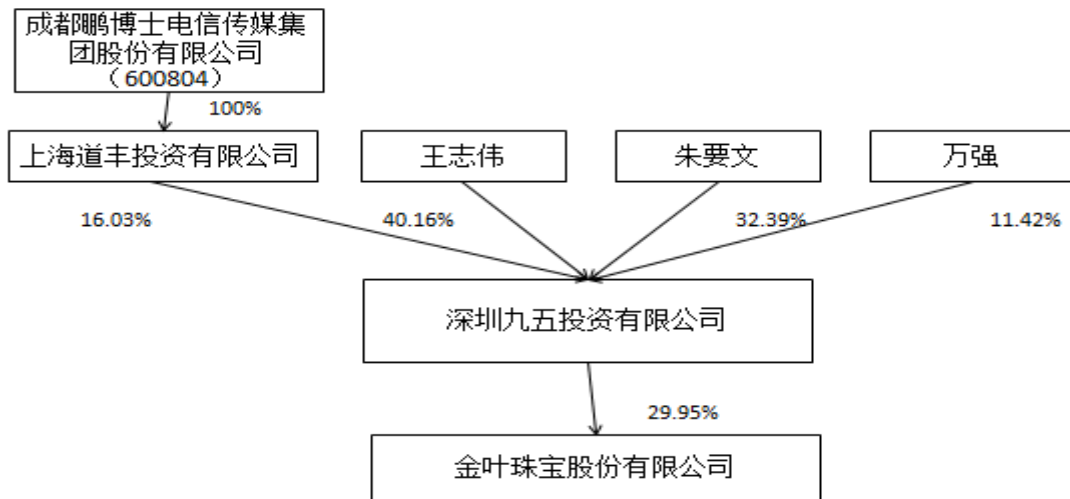 成都鹏博士电信传媒集
团股份有限公司
（600804）
100%
上海道丰投资有限公司
王志伟
朱要文
万强
16.03%
40.16%
32.39%
11.42%
深圳九五投资有限公司
29.95%
金叶珠宝股份有限公司